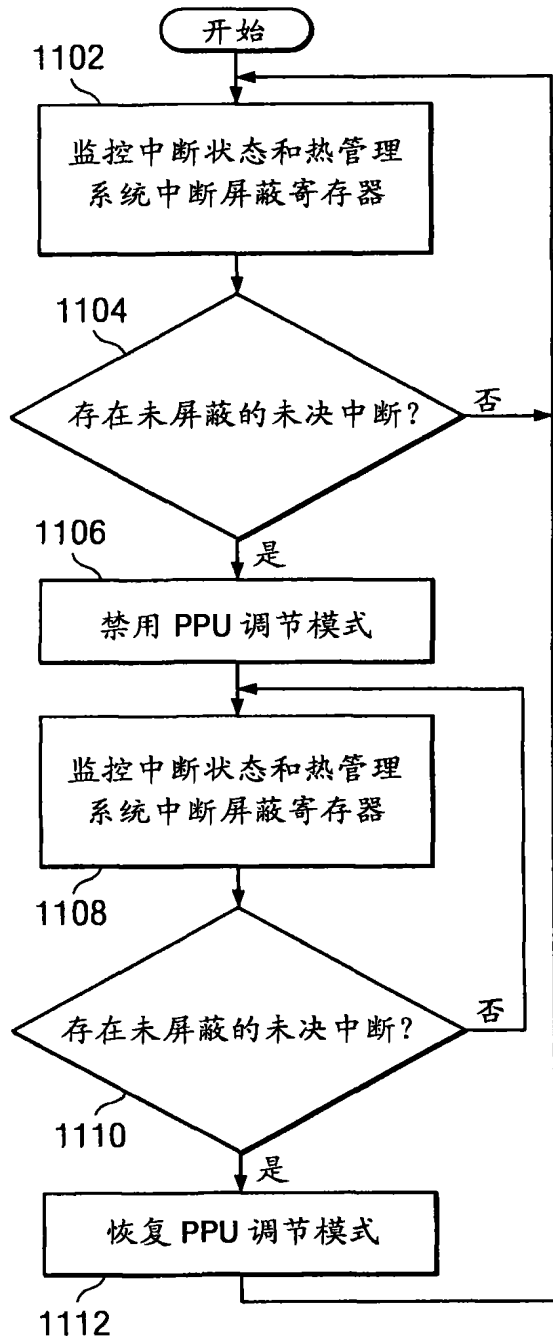 开始
1102
监控中断状态和热管理
系统中断屏蔽寄存器
1104
存在未屏蔽的未决中断?
否
是
1106
禁用 PPU 调节模式
监控中断状态和热管理
系统中断屏蔽寄存器
1108
存在未屏蔽的未决中断?
否
1110
是
恢复 PPU 调节模式
1112